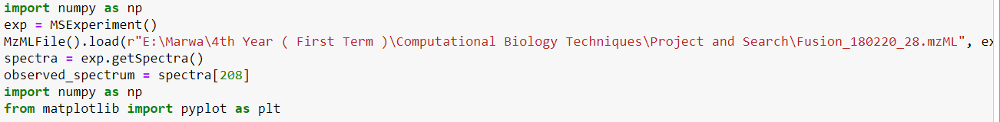 import numpy as np
exp = MSExperiment()
MzMLFile().load(r"E:\Marwa\4th Year ( First Term )\Computational Biology Techniques\Project and Search\Fusion_180220_28.mzML", ex
spectra = exp.getSpectra()
observed_spectrum = spectra[208]
import numpy as np
from matplotlib import pyplot as plt